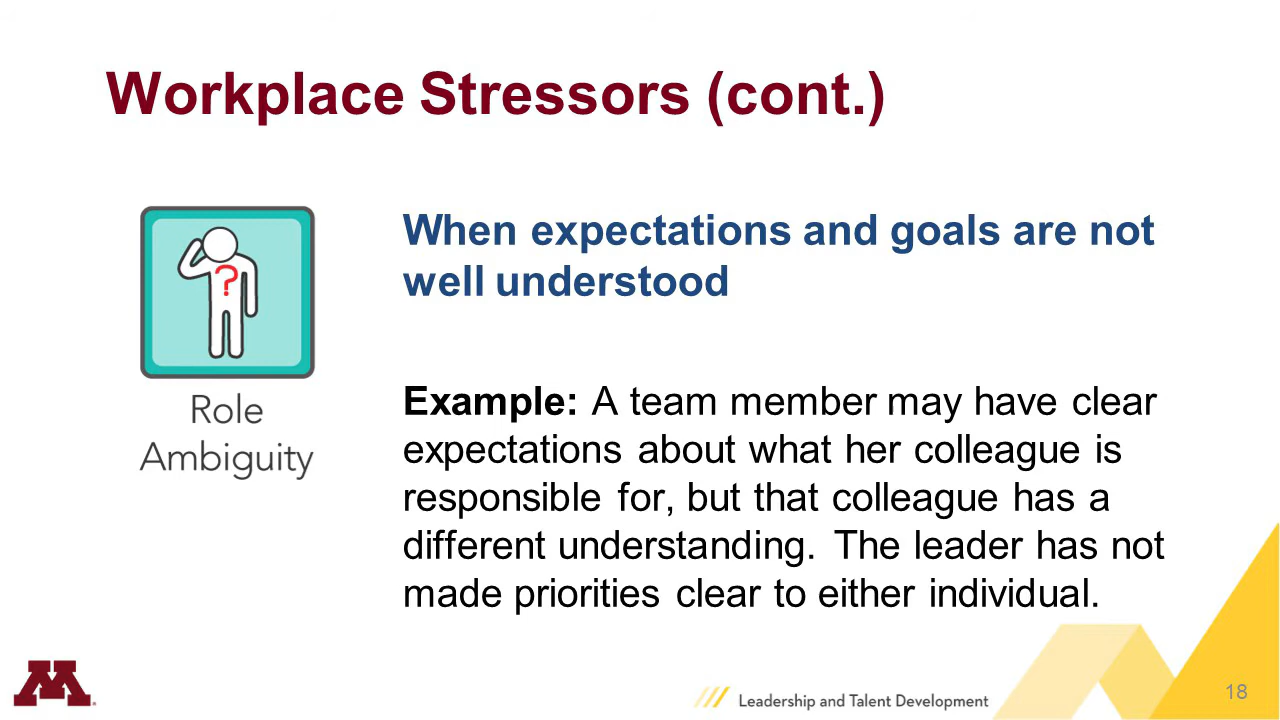 Workplace Stressors (cont.)
?
Role
Ambiguity
When expectations and goals are not
well understood
Example: A team member may have clear
expectations about what her colleague is
responsible for, but that colleague has a
different understanding. The leader has not
made priorities clear to either individual.
M
Leadership and Talent Development
18